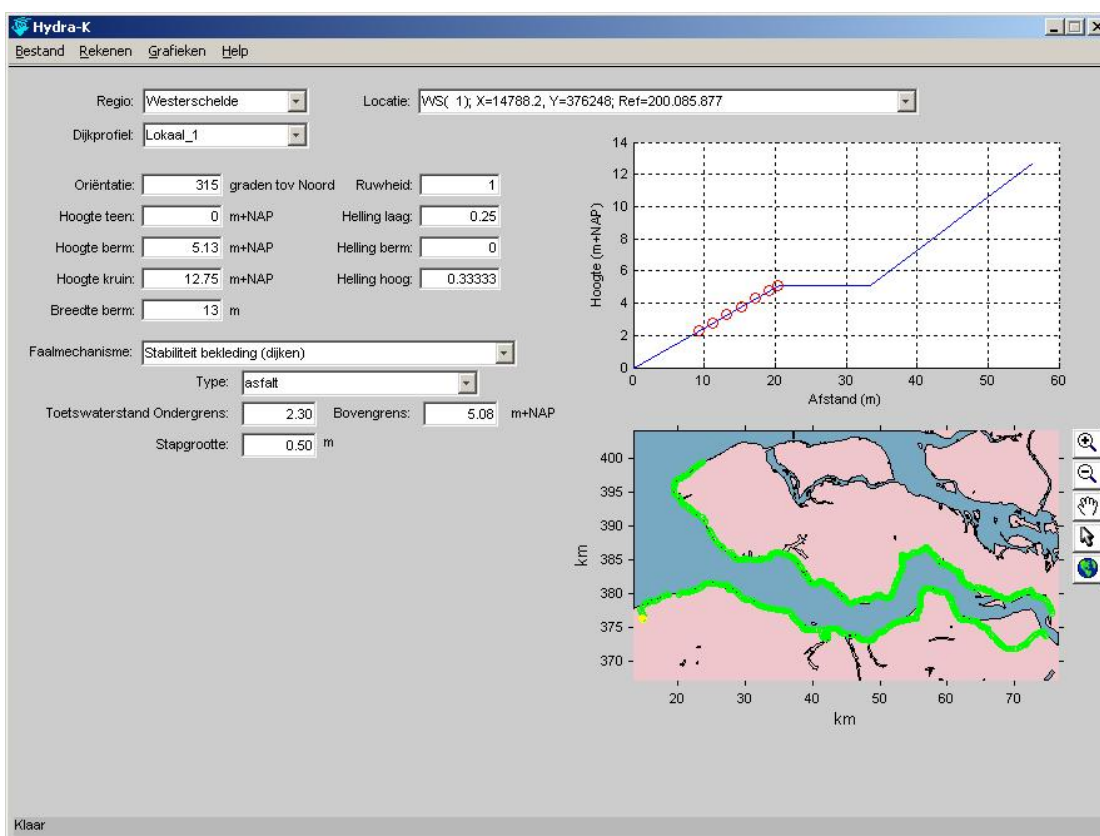 Hydra-K
Bestand Rekenen Grafieken Help
Regio: Westerschelde Locatie: WS( 1); X=14788.2, Y=376248; Ref=200.085.877
Dijkprofiel: Lokaal_1
Oriëntatie: 315 graden tov Noord Ruwheid: 1
Hoogte teen: 0 m+NAP Helling laag: 0.25
Hoogte berm: 5.13 m+NAP Helling berm: 0
Hoogte kruin: 12.75 m+NAP Helling hoog: 0.33333
Breedte berm: 13 m
Faalmechanisme: Stabiliteit bekleding (dijken)
Type: asfalt
Toetswaterstand Ondergrens: 2.30 Bovengrens: 5.08 m+NAP
Stapgrootte: 0.50 m
Hoogte (m+NAP)
14
12
10
8
6
4
2
0
0 10 20 30 40 50 60
Afstand (m)
km
400
395
390
385
380
375
370
20 30 40 50 60 70
km
Klaar